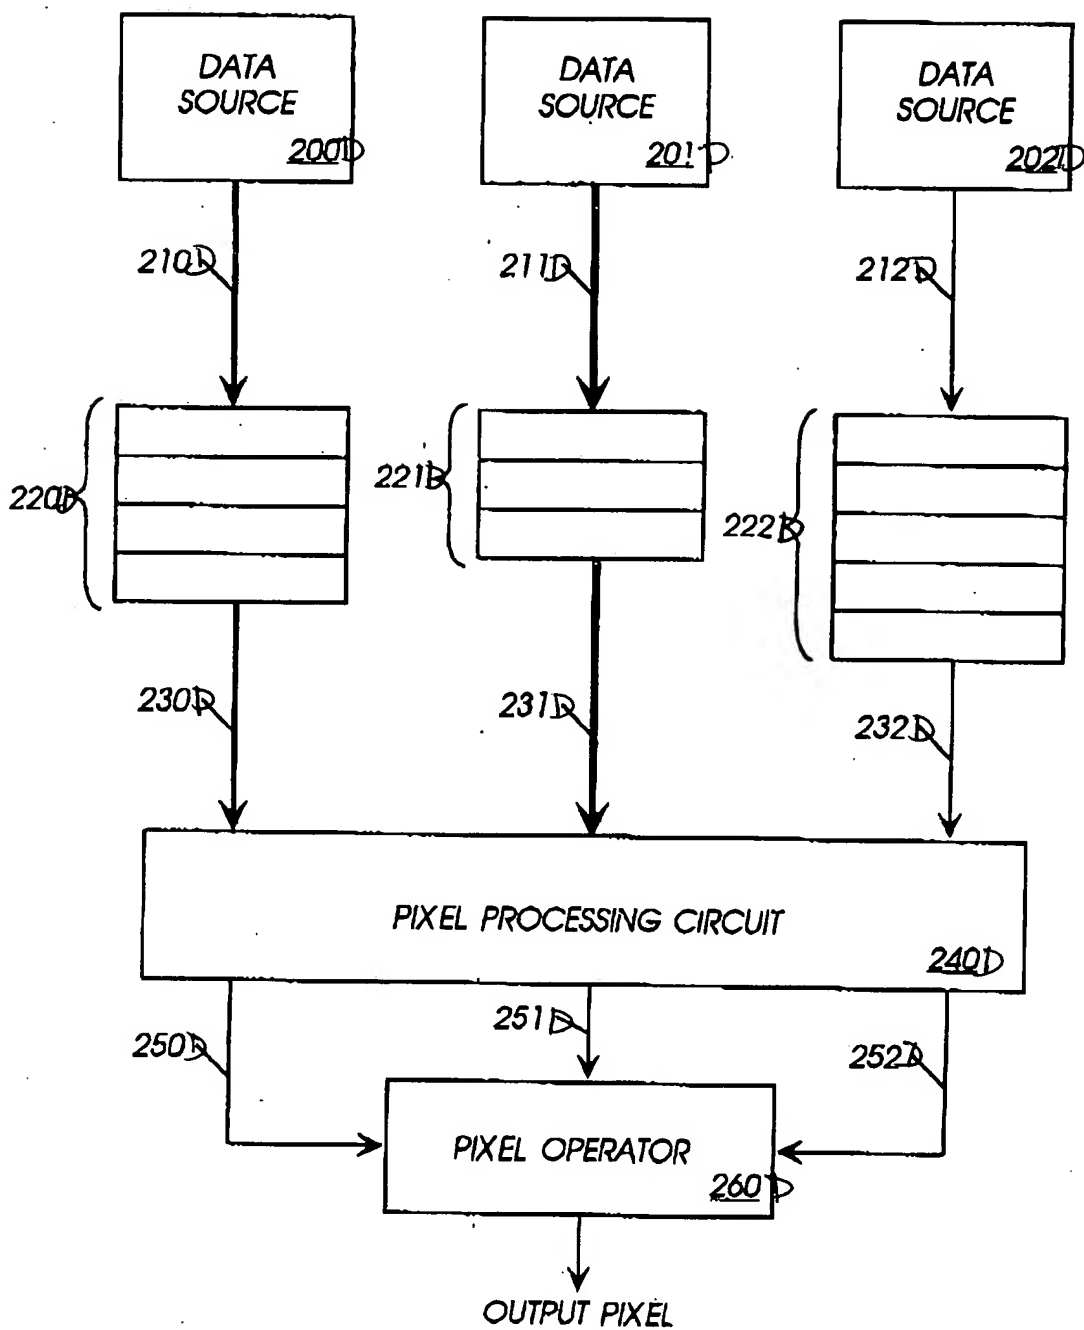 DATA
SOURCE
200D
DATA
SOURCE
201D
DATA
SOURCE
202D
210D
211D
212D
220D
221D
222D
230D
231D
232D
PIXEL PROCESSING CIRCUIT
240D
250D
251D
252D
PIXEL OPERATOR
260D
OUTPUT PIXEL